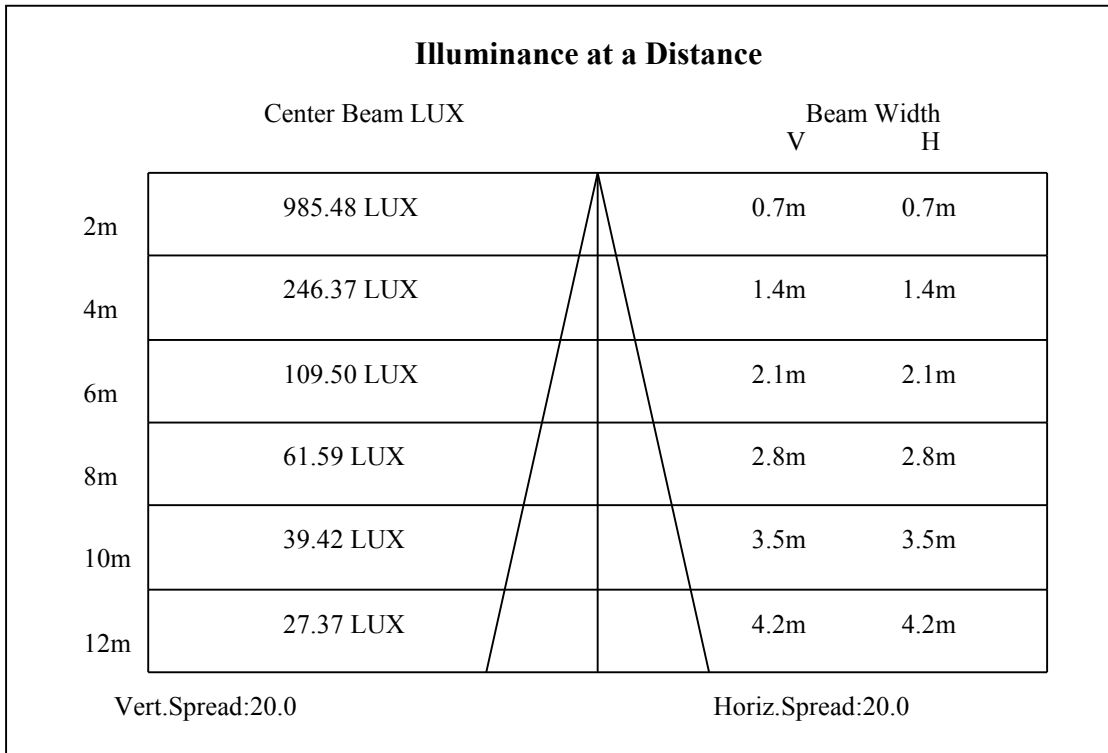 Illuminance at a Distance
Center Beam LUX Beam Width
V H
985.48 LUX 0.7m 0.7m
2m
246.37 LUX 1.4m 1.4m
4m
109.50 LUX 2.1m 2.1m
6m
61.59 LUX 2.8m 2.8m
8m
39.42 LUX 3.5m 3.5m
10m
27.37 LUX 4.2m 4.2m
12m
Vert.Spread:20.0 Horiz.Spread:20.0